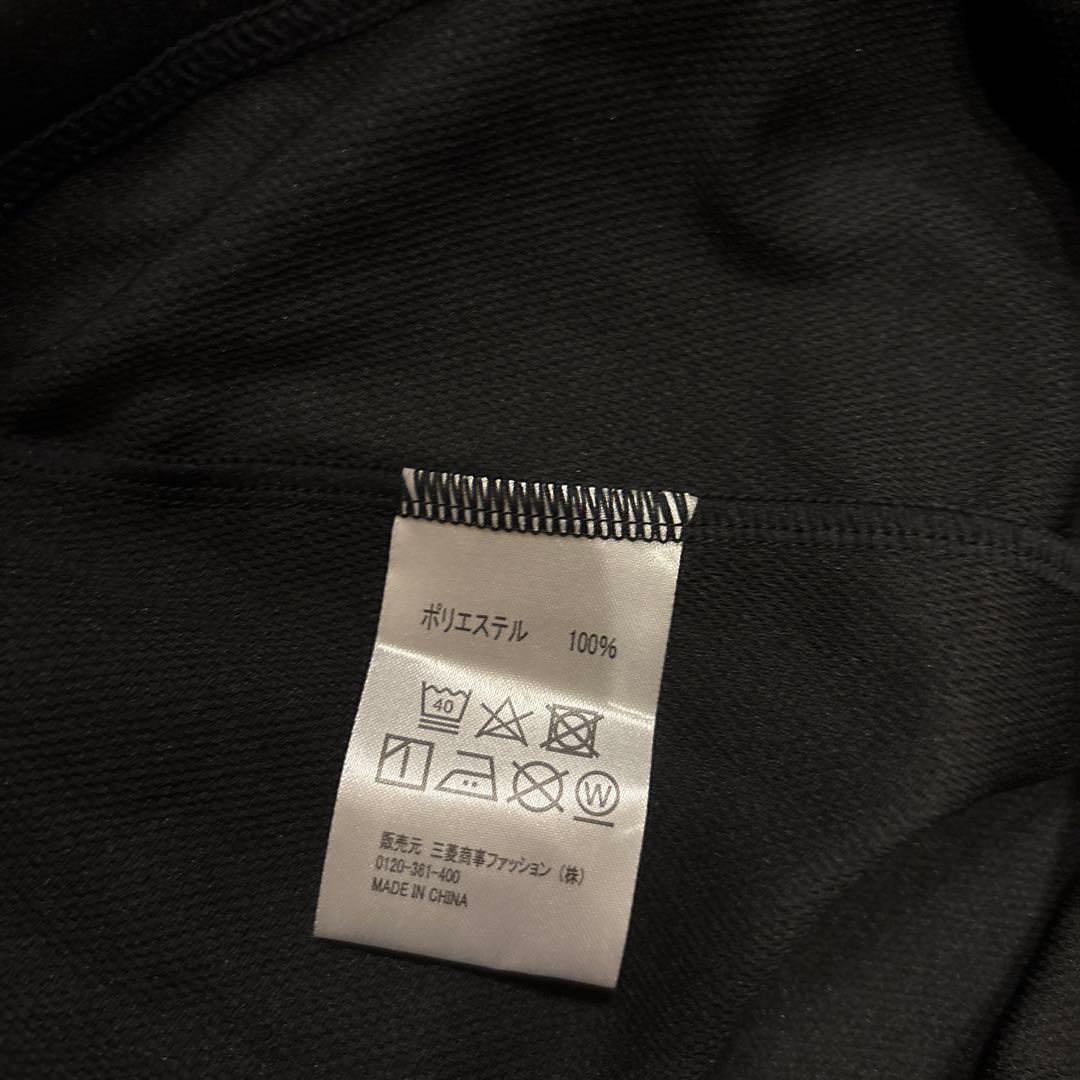 ポリエステル 100%
40
W
販売元 三菱商事ファッション（株）
0120-361-400
MADE IN CHINA